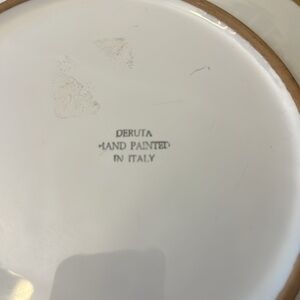 DERUTA
HAND PAINTED
IN ITALY